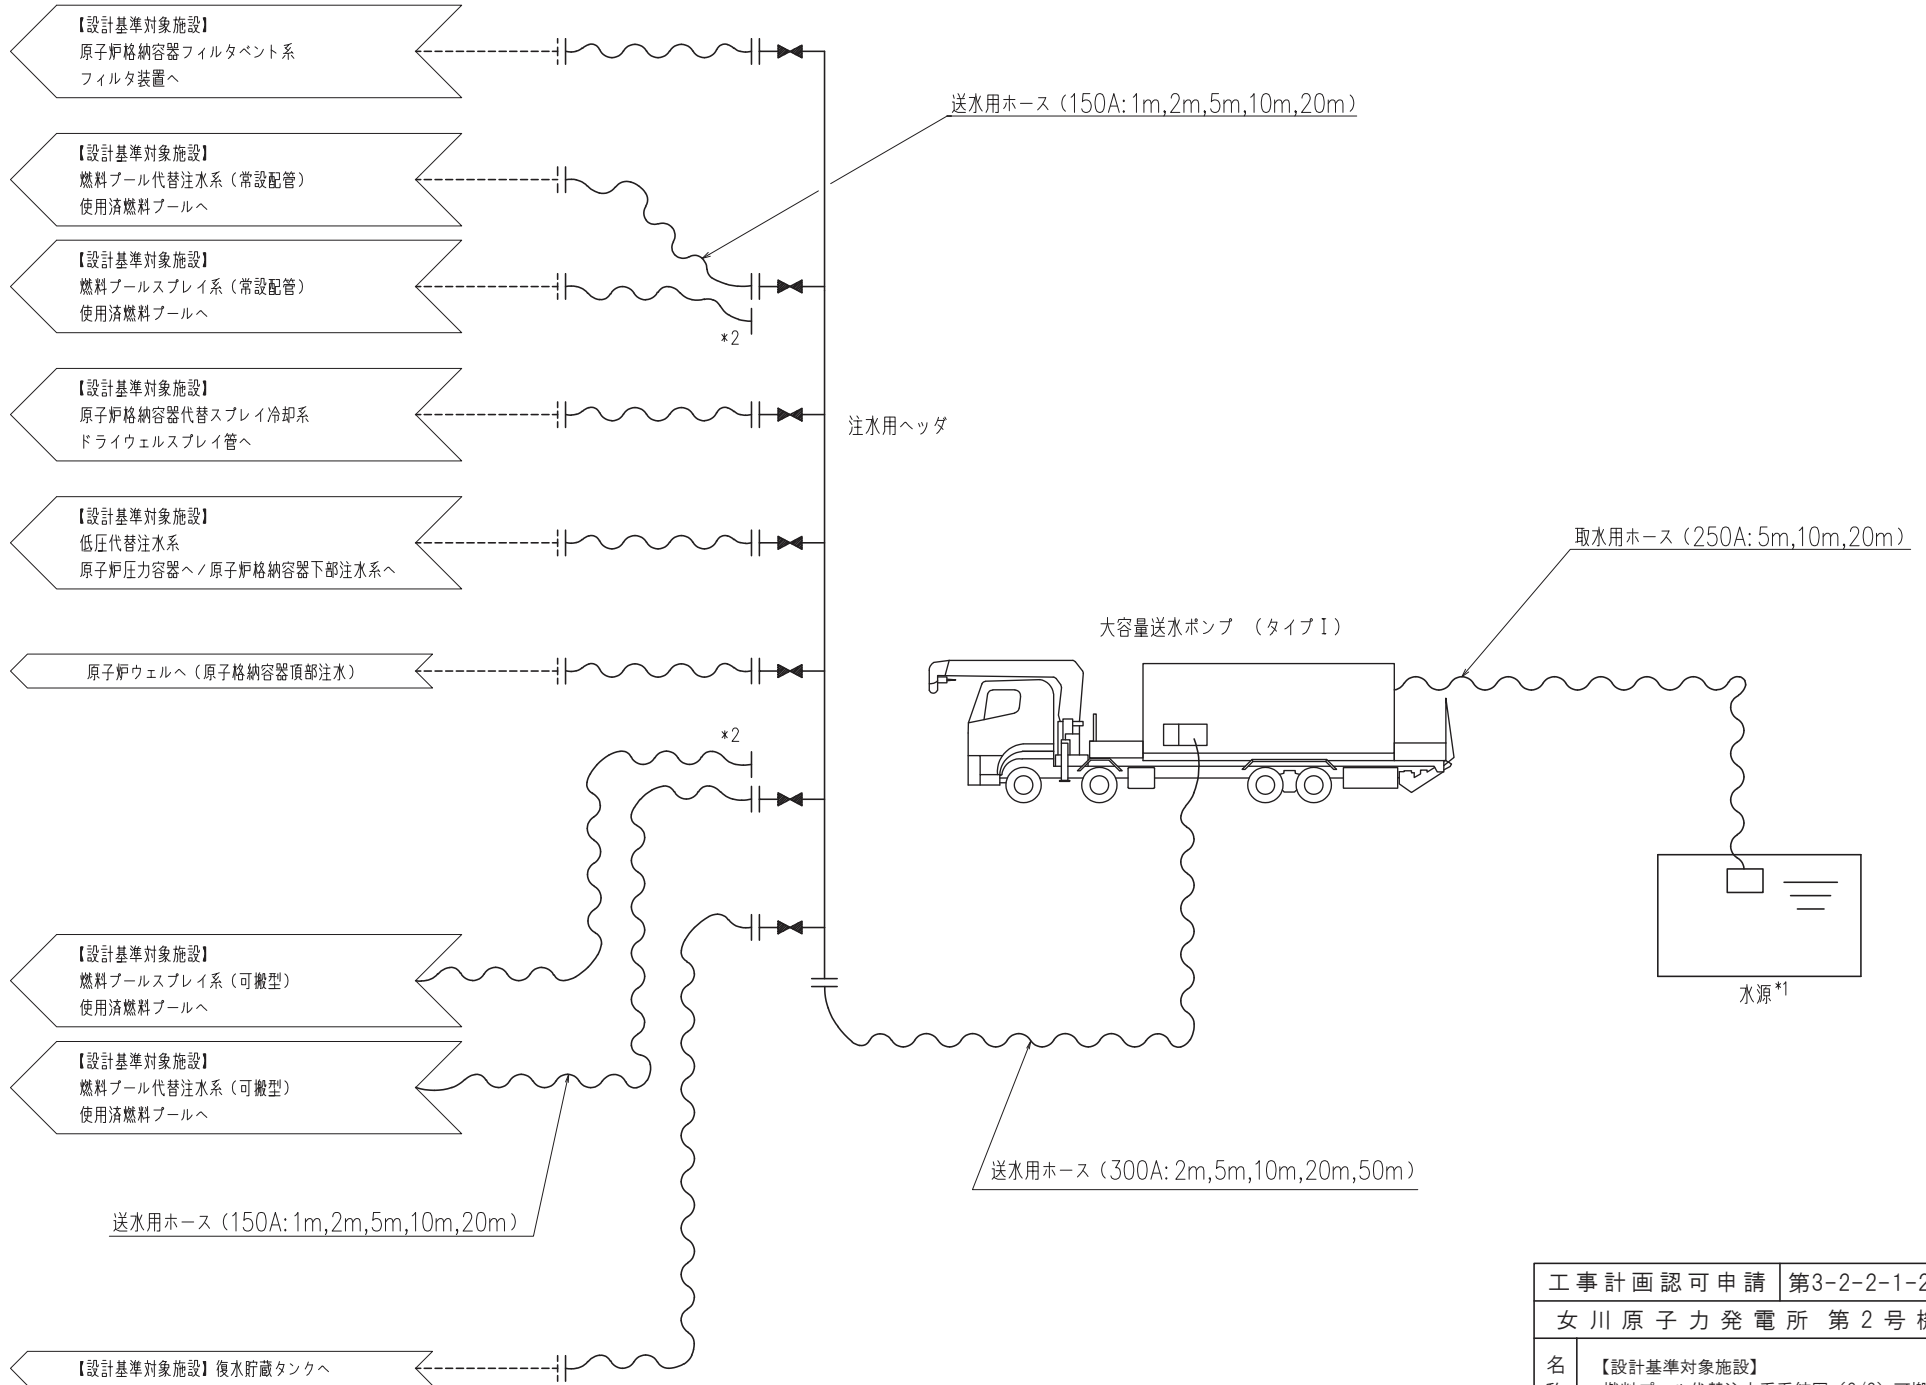 【設計基準対象施設】
原子炉格納容器フィルタベント系
フィルタ装置へ
送水用ホース（150A:1m,2m,5m,10m,20m）
【設計基準対象施設】
燃料プール代替注水系（常設配管）
使用済燃料プールへ
【設計基準対象施設】
燃料プールスプレイ系（常設配管）
使用済燃料プールへ
*2
【設計基準対象施設】
原子炉格納容器代替スプレイ冷却系
ドライウェルスプレイ管へ
注水用ヘッダ
【設計基準対象施設】
低圧代替注水系
原子炉圧力容器へ／原子炉格納容器下部注水系へ
取水用ホース（250A:5m,10m,20m）
大容量送水ポンプ （タイプⅠ）
原子炉ウェルへ（原子格納容器頂部注水）
*2
【設計基準対象施設】
燃料プールスプレイ系（可搬型）
使用済燃料プールへ
水源*1
【設計基準対象施設】
燃料プール代替注水系（可搬型）
使用済燃料プールへ
送水用ホース（300A:2m,5m,10m,20m,50m）
送水用ホース（150A:1m,2m,5m,10m,20m）
【設計基準対象施設】復水貯蔵タンクへ
工事計画認可申請 第3-2-2-1-2
女川原子力発電所 第2号
名
【設計基準対象施設】